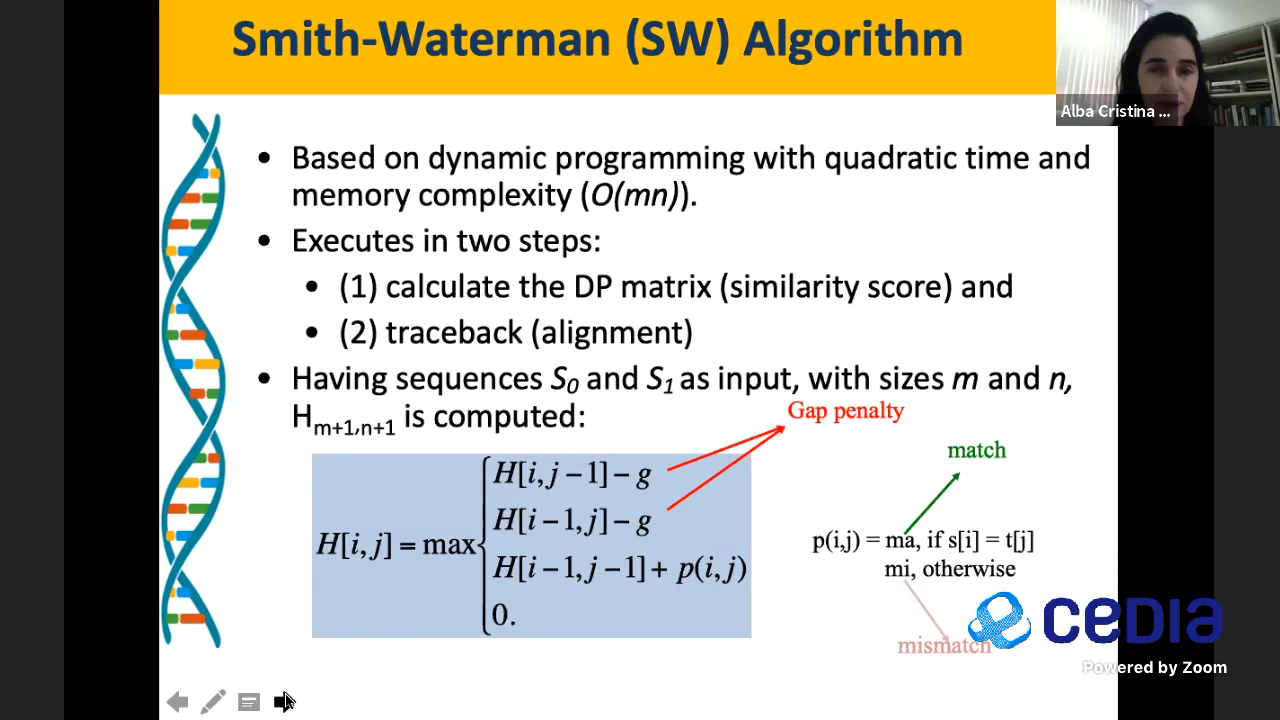 Smith-Waterman (SW) Algorithm
Alba Cristina ...
• Based on dynamic programming with quadratic time and
memory complexity (O(mn)).
• Executes in two steps:
• (1) calculate the DP matrix (similarity score) and
• (2) traceback (alignment)
• Having sequences S₀ and S₁ as input, with sizes m and n,
Hₘ₊₁,ₙ₊₁ is computed:
Gap penalty
match
H[i, j] = max{
H[i, j − 1] − g
H[i − 1, j] − g
H[i − 1, j − 1] + p(i, j)
0.
p(i,j) = ma, if s[i] = t[j]
mi, otherwise
mismatch
CEDIA
Powered by Zoom